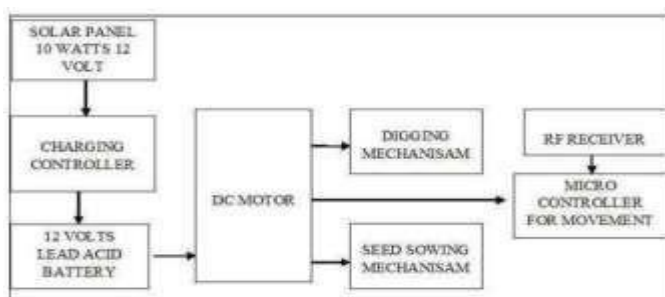 SOLAR PANEL
10 WATTS 12
VOLT
CHARGING
CONTROLLER
12 VOLTS
LEAD ACID
BATTERY
DC MOTOR
DIGGING
MECHANISAM
SEED SOWING
MECHANISAM
RF RECEIVER
MICRO
CONTROLLER
FOR MOVEMENT